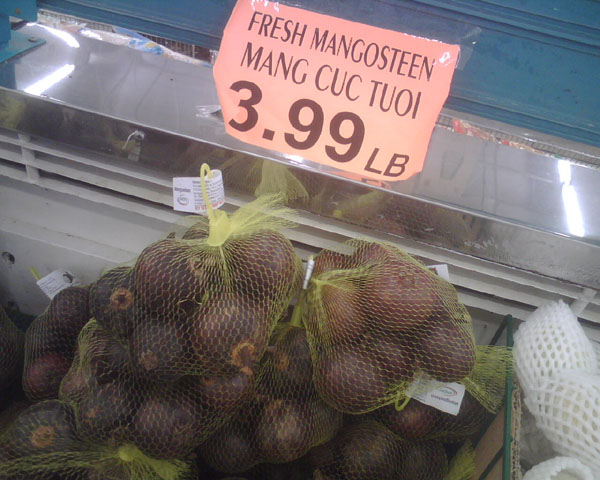 FRESH MANGOSTEEN
MANG CUC TUOI
3.99 LB